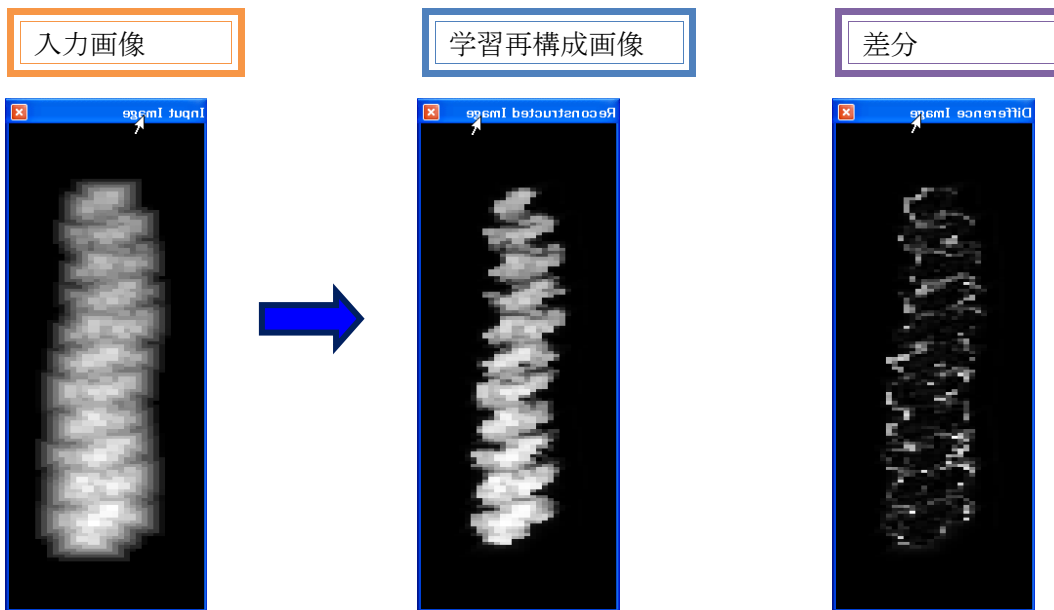 入力画像
学習再構成画像
差分
Input Image
Reconstructed Image
Difference Image